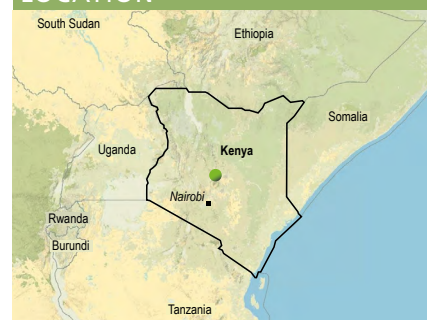 LOCATION
South Sudan
Ethiopia
Somalia
Uganda
Kenya
Nairobi
Rwanda
Burundi
Tanzania